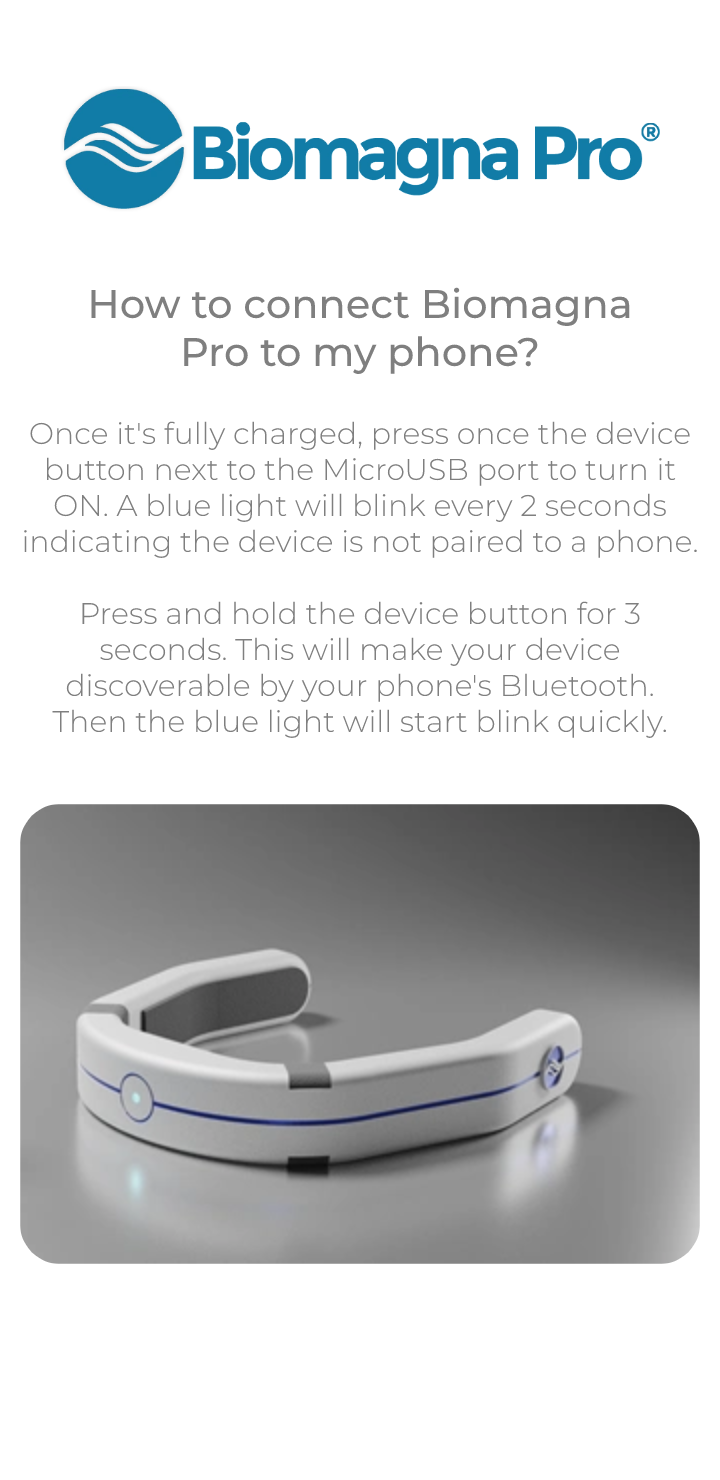 Biomagna Pro®
How to connect Biomagna
Pro to my phone?
Once it's fully charged, press once the device
button next to the MicroUSB port to turn it
ON. A blue light will blink every 2 seconds
indicating the device is not paired to a phone.
Press and hold the device button for 3
seconds. This will make your device
discoverable by your phone's Bluetooth.
Then the blue light will start blink quickly.